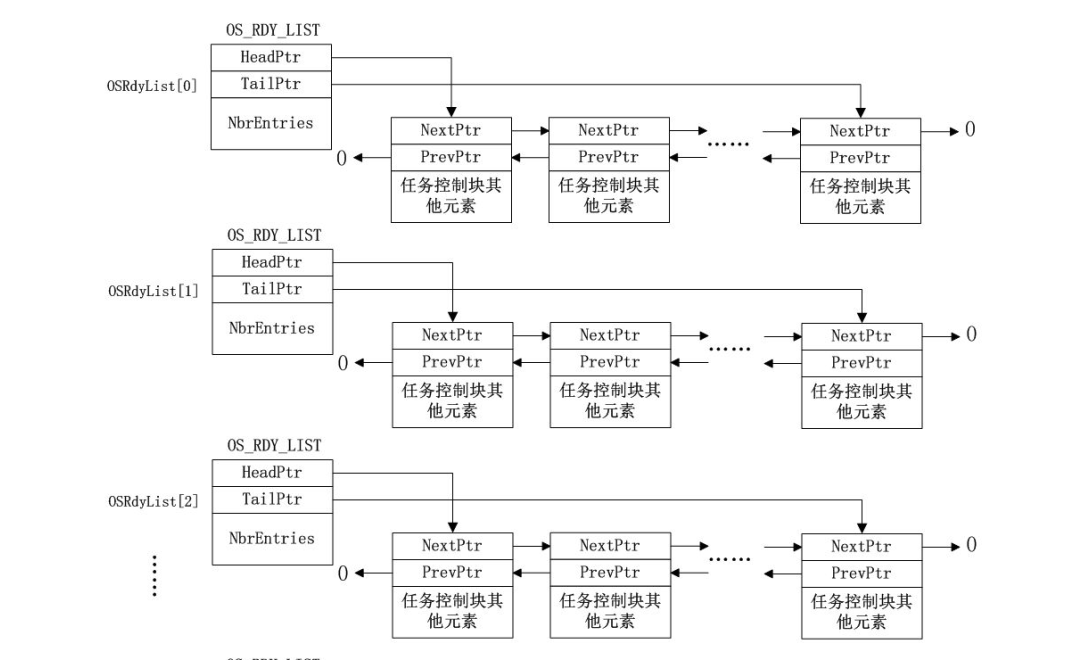 OS_RDY_LIST
HeadPtr
OSRdyList[0]
TailPtr
NbrEntries
NextPtr
NextPtr
……
NextPtr
0
0
PrevPtr
PrevPtr
PrevPtr
任务控制块其
他元素
任务控制块其
他元素
任务控制块其
他元素
OS_RDY_LIST
HeadPtr
OSRdyList[1]
TailPtr
NbrEntries
NextPtr
NextPtr
……
NextPtr
0
0
PrevPtr
PrevPtr
PrevPtr
任务控制块其
他元素
任务控制块其
他元素
任务控制块其
他元素
OS_RDY_LIST
HeadPtr
OSRdyList[2]
TailPtr
NbrEntries
NextPtr
NextPtr
……
NextPtr
0
……
0
PrevPtr
PrevPtr
PrevPtr
任务控制块其
他元素
任务控制块其
他元素
任务控制块其
他元素